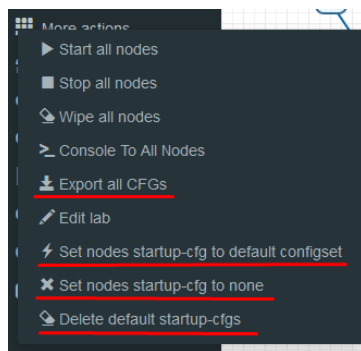 More actions
Start all nodes
Stop all nodes
Wipe all nodes
Console To All Nodes
Export all CFGs
Edit lab
Set nodes startup-cfg to default configset
Set nodes startup-cfg to none
Delete default startup-cfgs